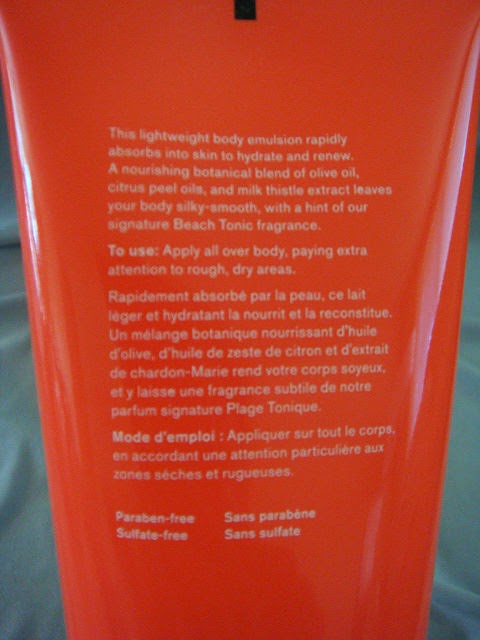 This lightweight body emulsion rapidly
absorbs into skin to hydrate and renew.
A nourishing botanical blend of olive oil,
citrus peel oils, and milk thistle extract leaves
your body silky-smooth, with a hint of our
signature Beach Tonic fragrance.
To use: Apply all over body, paying extra
attention to rough, dry areas.
Rapidement absorbé par la peau, ce lait
léger et hydratant la nourrit et la reconstitue.
Un mélange botanique nourrissant d'huile
d'olive, d'huile de zeste de citron et d'extrait
de chardon-Marie rend votre corps soyeux,
et y laisse une fragrance subtile de notre
parfum signature Plage Tonique.
Mode d'emploi : Appliquer sur tout le corps,
en accordant une attention particulière aux
zones séches et rugueuses.
Paraben-free Sans parabène
Sulfate-free Sans sulfate